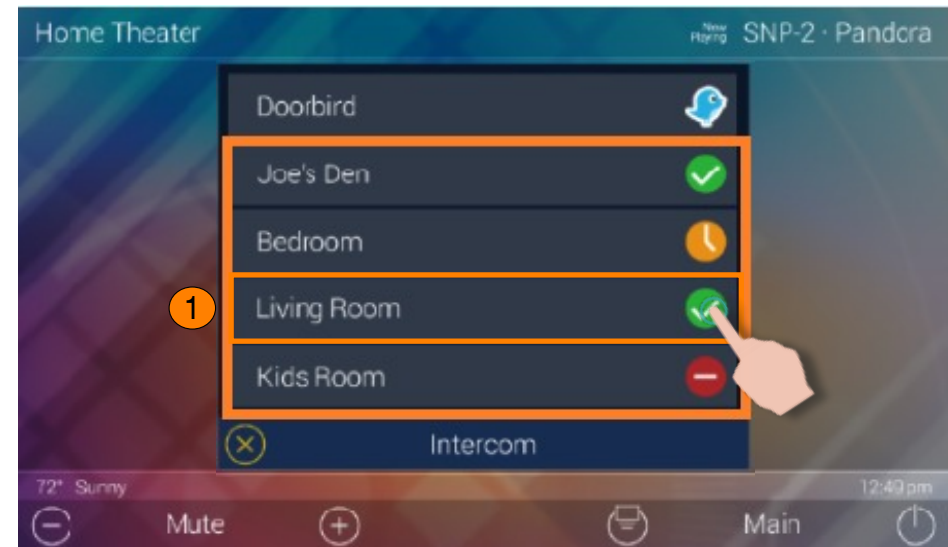 Home Theater
Now Playing SNP-2 · Pandora
Doorbird
Joe's Den
Bedroom
1
Living Room
Kids Room
Intercom
72° Sunny
12:49 pm
Mute
Main